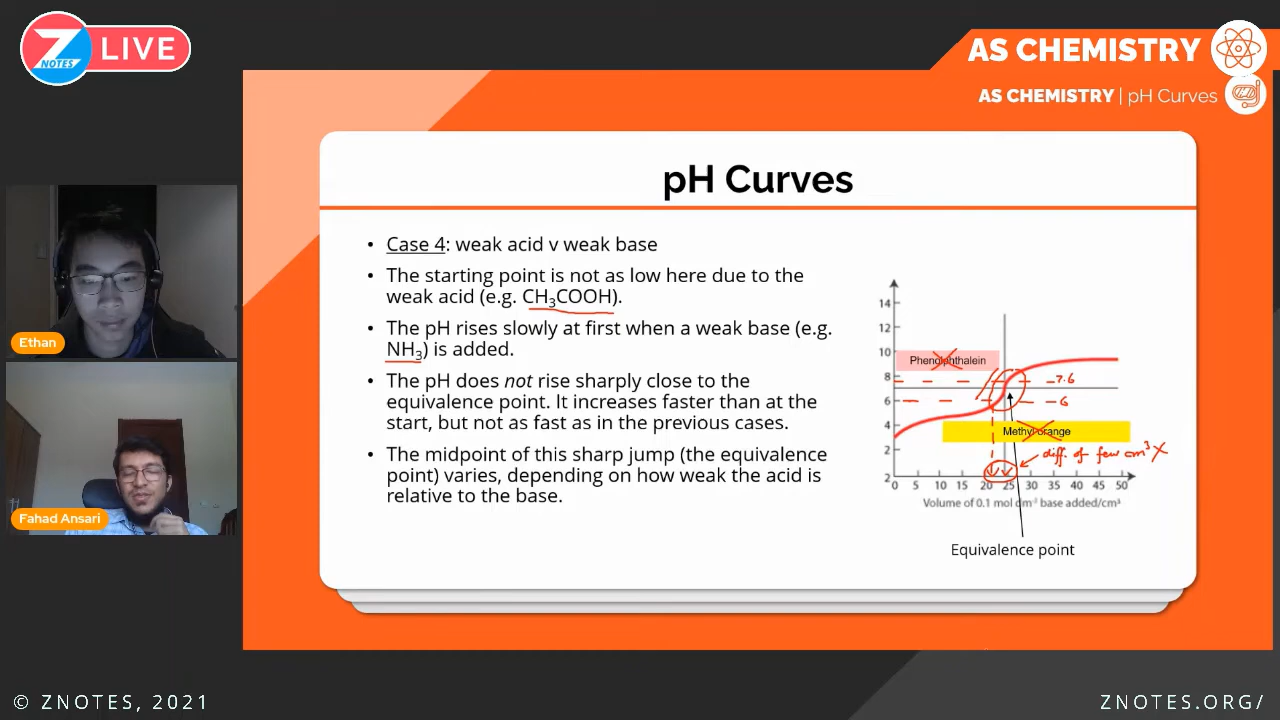 Z NOTES LIVE
AS CHEMISTRY
AS CHEMISTRY | pH Curves
pH Curves
• Case 4: weak acid v weak base
• The starting point is not as low here due to the
weak acid (e.g. CH₃COOH).
• The pH rises slowly at first when a weak base (e.g.
NH₃) is added.
• The pH does not rise sharply close to the
equivalence point. It increases faster than at the
start, but not as fast as in the previous cases.
• The midpoint of this sharp jump (the equivalence
point) varies, depending on how weak the acid is
relative to the base.
14
12
10
Phenolphthalein
8
-7.6
6
-6
4
Methyl orange
2
diff. of few cm³ X
2
0 5 10 15 20 25 30 35 40 45 50
Volume of 0.1 mol dm⁻³ base added/cm³
Equivalence point
Ethan
Fahad Ansari
© ZNOTES, 2021
ZNOTES.ORG/